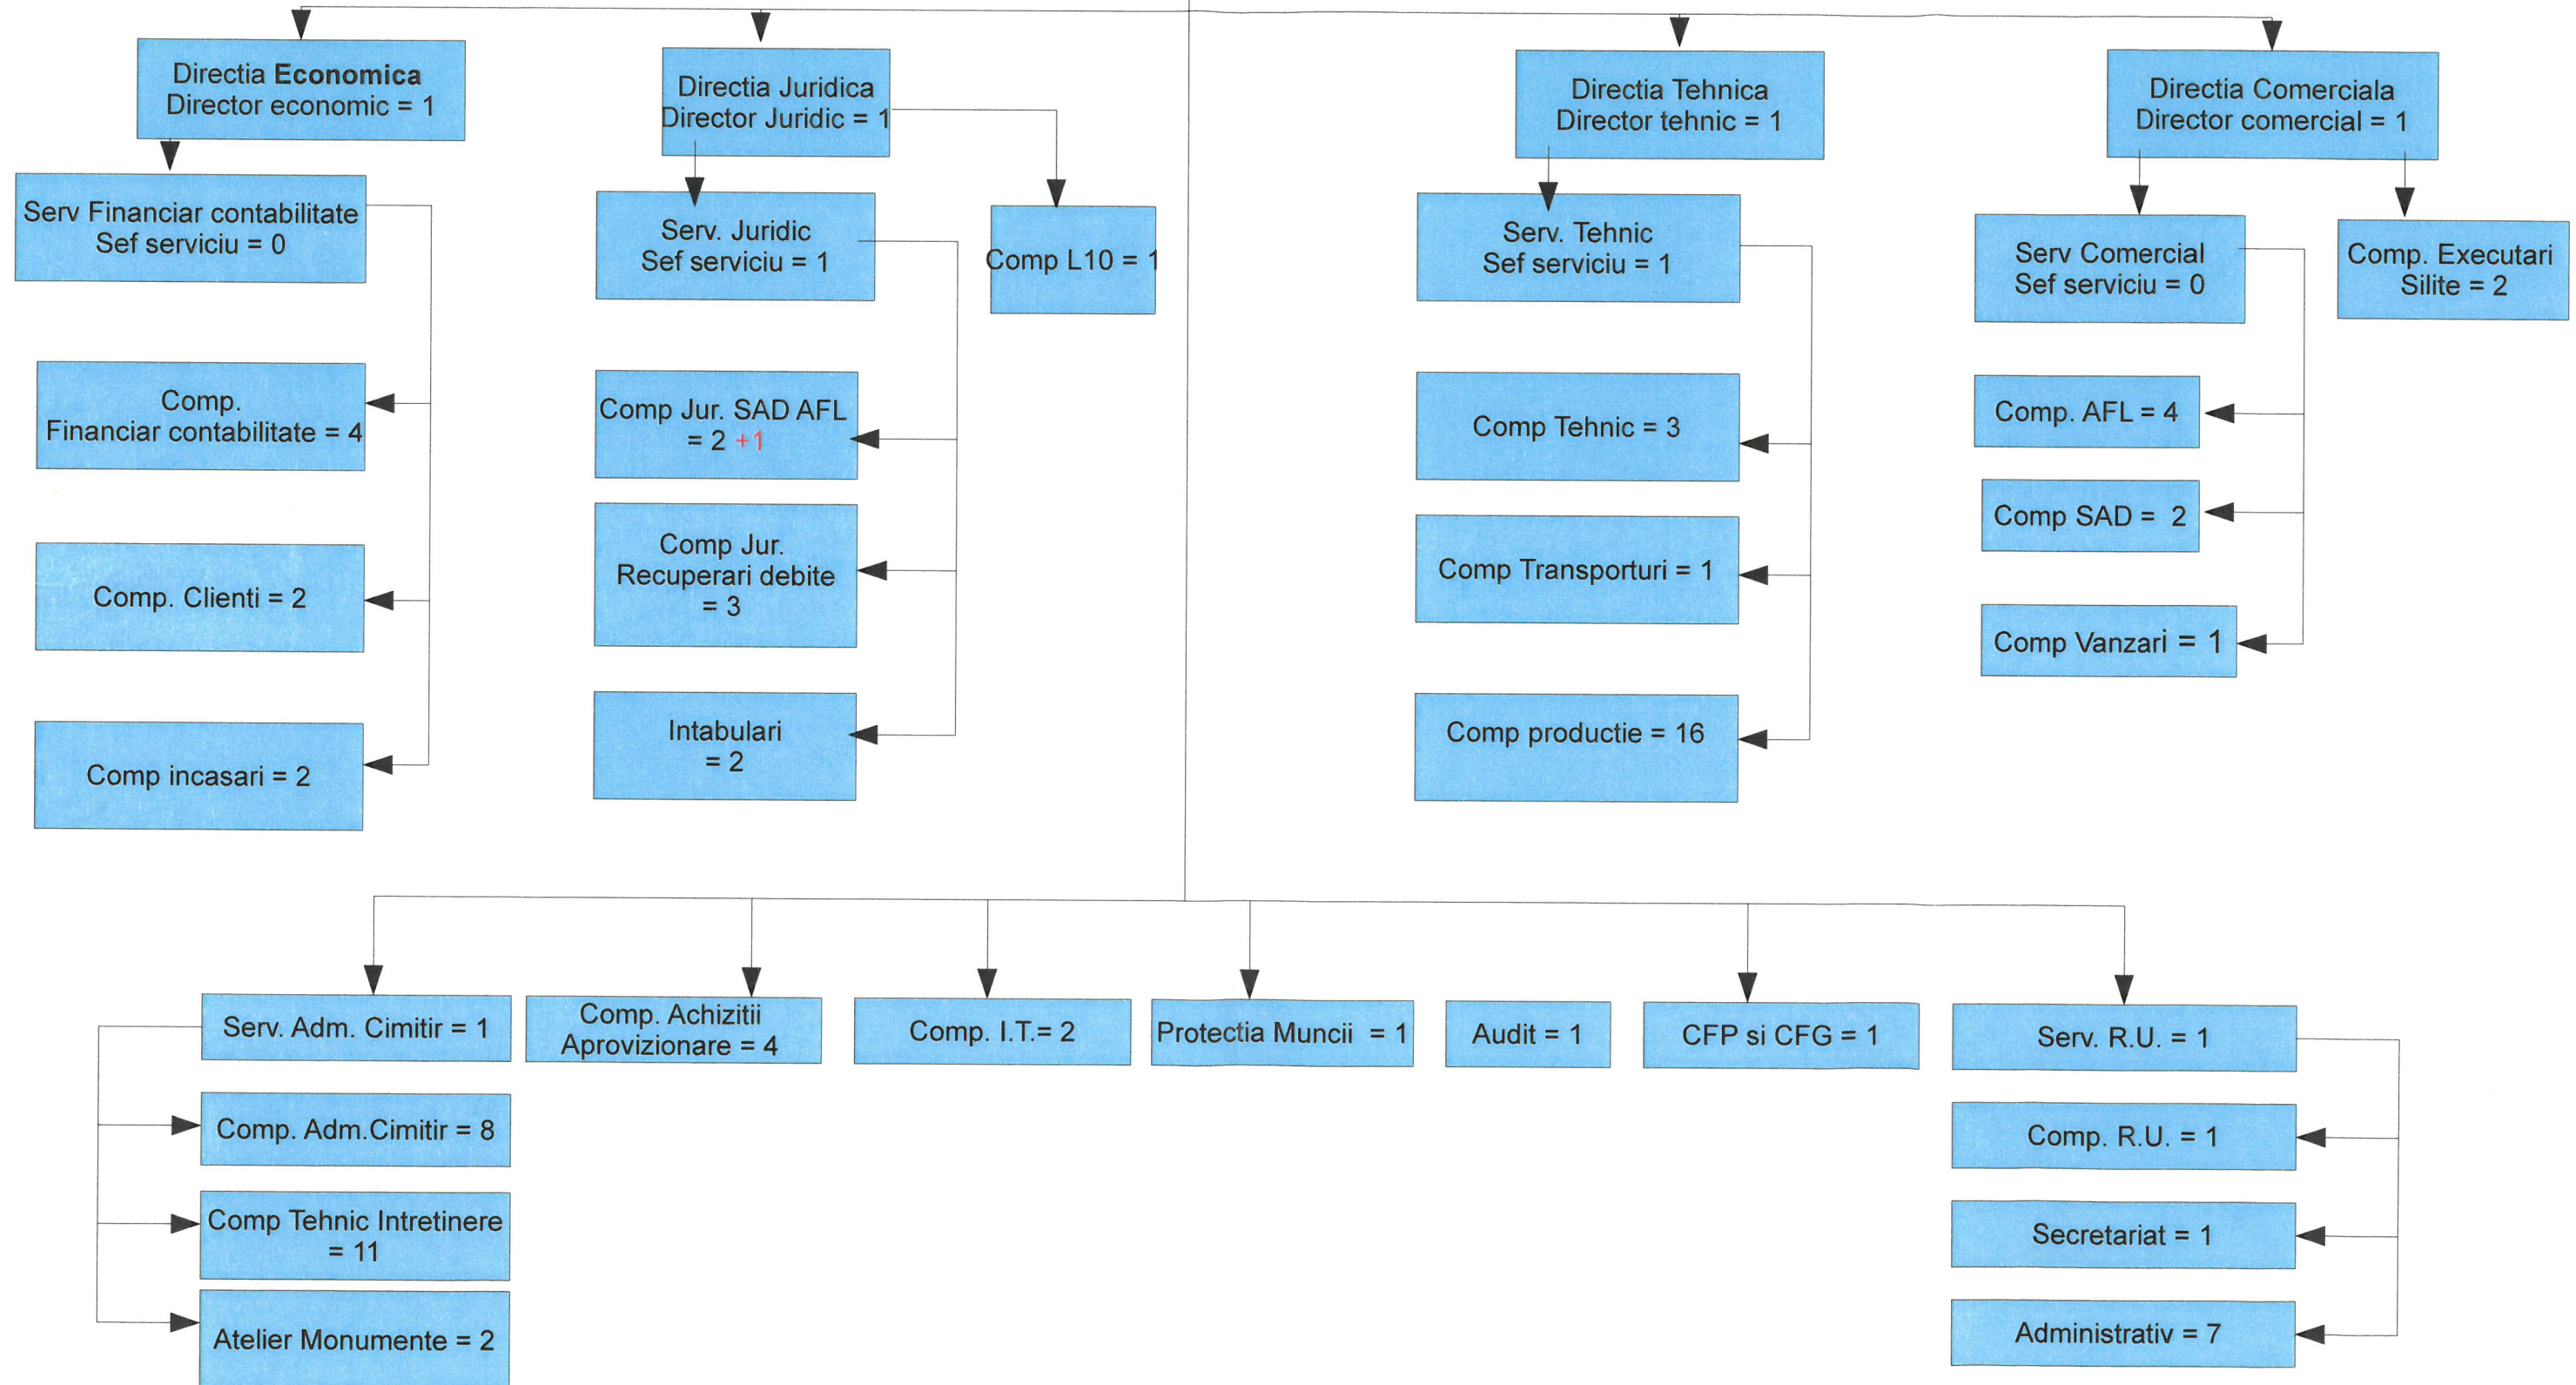 Directia Economica
Director economic = 1
Directia Juridica
Director Juridic = 1
Directia Tehnica
Director tehnic = 1
Directia Comerciala
Director comercial = 1
Serv Financiar contabilitate
Sef serviciu = 0
Serv. Juridic
Sef serviciu = 1
Comp L10 = 1
Serv. Tehnic
Sef serviciu = 1
Serv Comercial
Sef serviciu = 0
Comp. Executari
Silite = 2
Comp.
Financiar contabilitate = 4
Comp Jur. SAD AFL
= 2 +1
Comp Tehnic = 3
Comp. AFL = 4
Comp SAD = 2
Comp. Clienti = 2
Comp Jur.
Recuperari debite
= 3
Comp Transporturi = 1
Comp Vanzari = 1
Comp incasari = 2
Intabulari
= 2
Comp productie = 16
Serv. Adm. Cimitir = 1
Comp. Achizitii
Aprovizionare = 4
Comp. I.T.= 2
Protectia Muncii = 1
Audit = 1
CFP si CFG = 1
Serv. R.U. = 1
Comp. Adm.Cimitir = 8
Comp. R.U. = 1
Comp Tehnic Intretinere
= 11
Secretariat = 1
Atelier Monumente = 2
Administrativ = 7